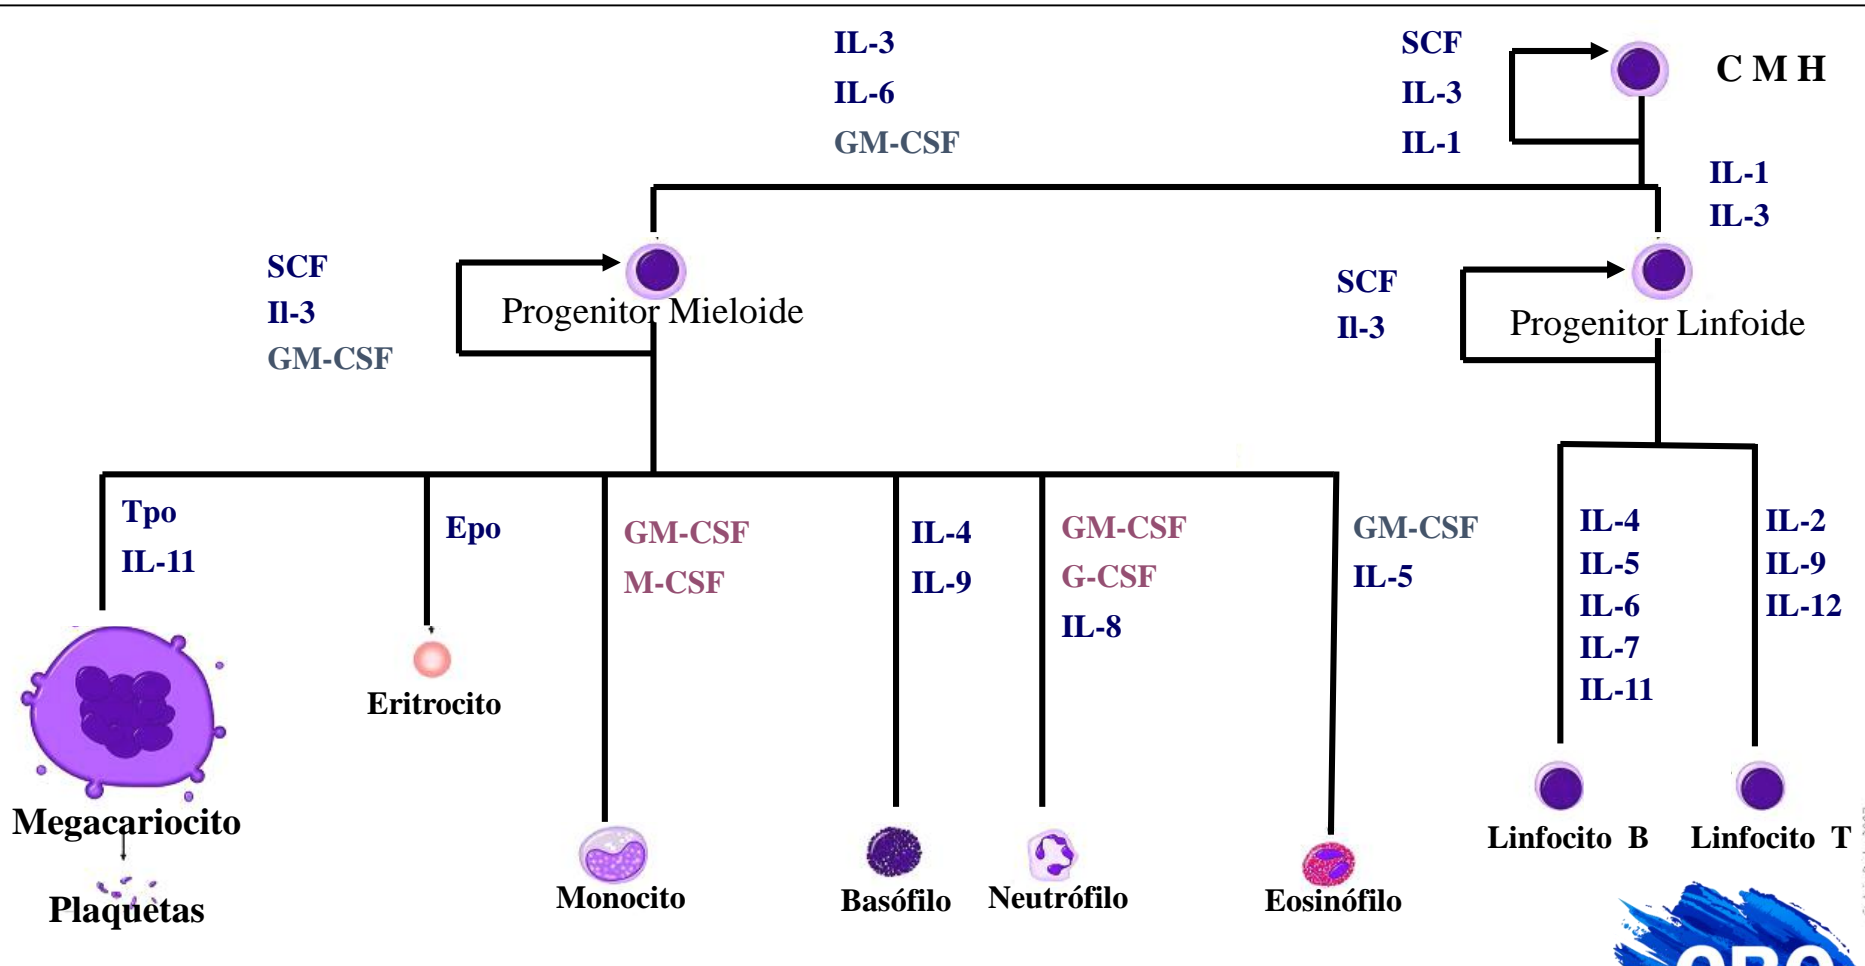 IL-3
IL-6
GM-CSF
SCF
IL-3
IL-1
C M H
IL-1
IL-3
SCF
Il-3
GM-CSF
Progenitor Mieloide
SCF
Il-3
Progenitor Linfoide
Tpo
IL-11
Epo
GM-CSF
M-CSF
IL-4
IL-9
GM-CSF
G-CSF
IL-8
GM-CSF
IL-5
IL-4
IL-5
IL-6
IL-7
IL-11
IL-2
IL-9
IL-12
Megacariocito
Plaquetas
Eritrocito
Monocito
Basófilo
Neutrófilo
Eosinófilo
Linfocito B
Linfocito T